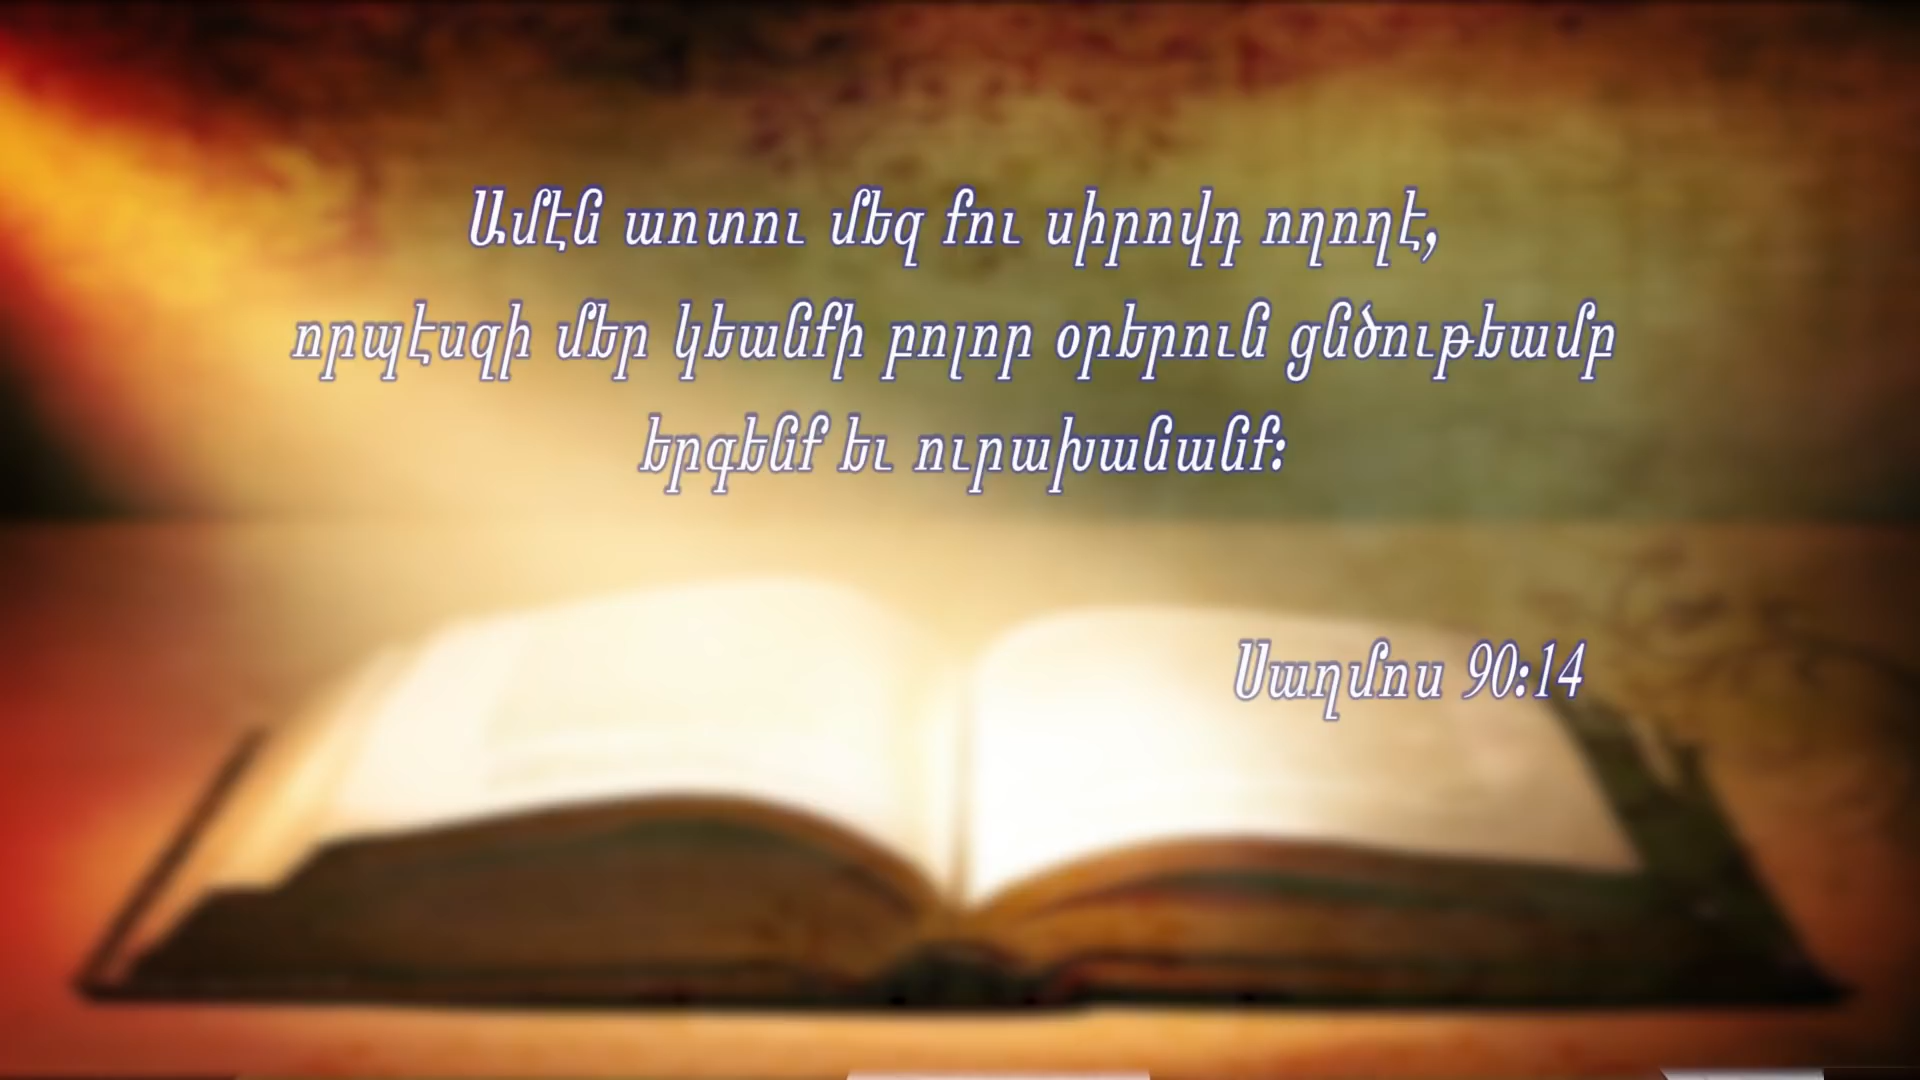 Ամէն առտու մեզ քու սիրովդ ողողէ,
որպէսզի մեր կեանքի բոլոր օրերուն ցնծութեամբ
երգենք եւ ուրախանանք:
Սաղմոս 90:14